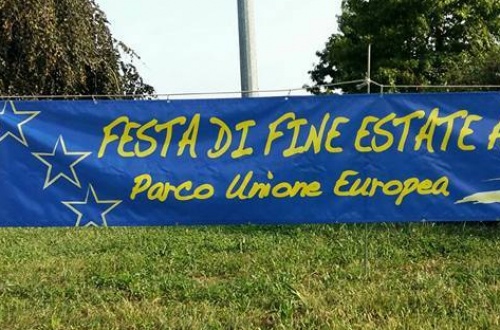 FESTA DI FINE ESTATE A
Parco Unione Europea